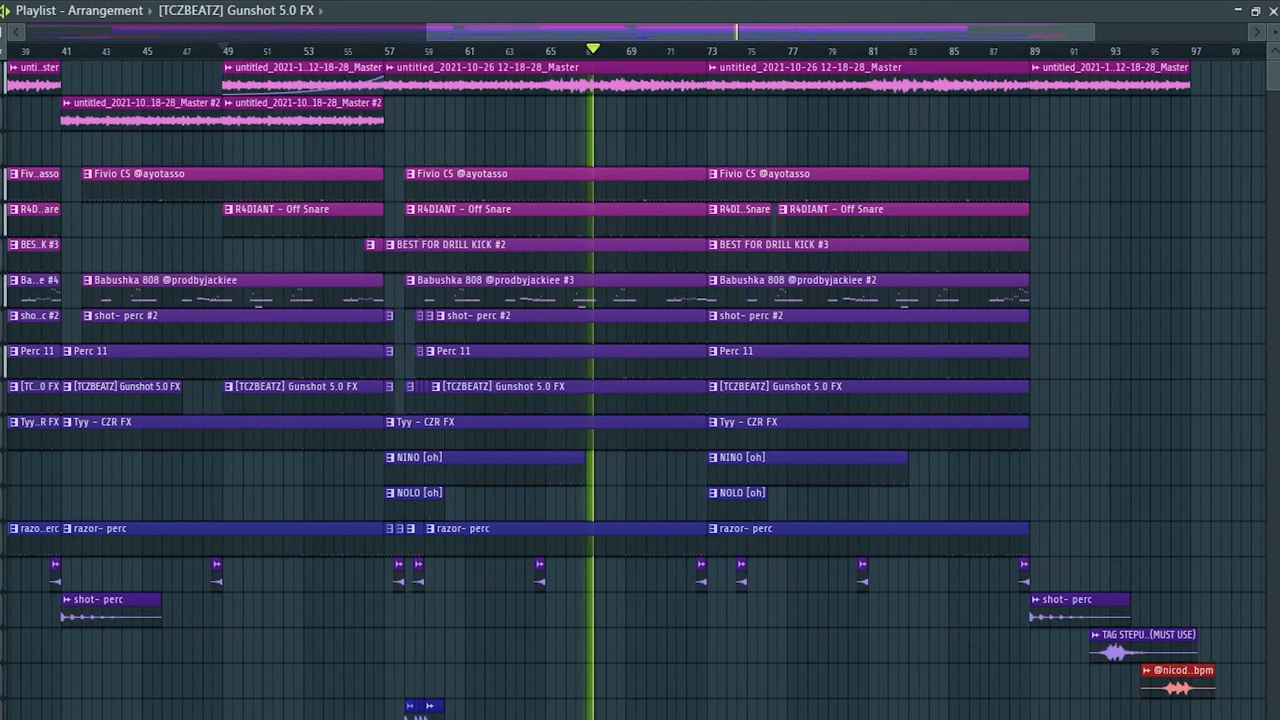 Playlist - Arrangement › [TCZBEATZ] Gunshot 5.0 FX ›
39 41 43 45 47 49 51 53 55 57 59 61 63 65 69 71 73 75 77 79 81 83 85 87 89 91 93 95 97 99
unti..ster untitled_2021-1..12-18-28_Master untitled_2021-10-26 12-18-28_Master untitled_2021-10-26 12-18-28_Master untitled_2021-1..12-18-28_Master
untitled_2021-10..18-28_Master #2 untitled_2021-10..18-28_Master #2
Fiv..asso Fivio CS @ayotasso Fivio CS @ayotasso Fivio CS @ayotasso
R4D..are R4DIANT - Off Snare R4DIANT - Off Snare R4DI..Snare R4DIANT - Off Snare
BES..K #3 BEST FOR DRILL KICK #2 BEST FOR DRILL KICK #3
Ba..e #4 Babushka 808 @prodbyjackiee Babushka 808 @prodbyjackiee #3 Babushka 808 @prodbyjackiee #2
sho..c #2 shot- perc #2 shot- perc #2 shot- perc #2
Perc 11 Perc 11 Perc 11 Perc 11
[TC..0 FX [TCZBEATZ] Gunshot 5.0 FX [TCZBEATZ] Gunshot 5.0 FX [TCZBEATZ] Gunshot 5.0 FX [TCZBEATZ] Gunshot 5.0 FX
Tyy..R FX Tyy - CZR FX Tyy - CZR FX Tyy - CZR FX
NINO [oh] NINO [oh]
NOLO [oh] NOLO [oh]
razo..erc razor- perc razor- perc razor- perc
shot- perc shot- perc
TAG STEPU..(MUST USE)
@nicod..bpm